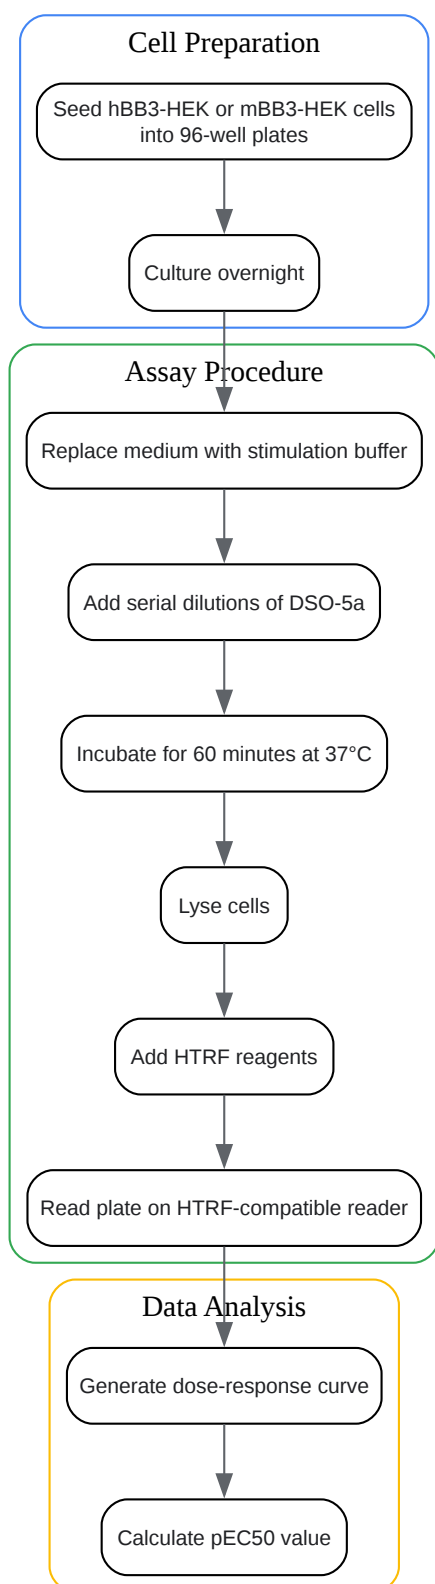 Cell Preparation
Seed hBB3-HEK or mBB3-HEK cells
into 96-well plates
Culture overnight
Assay Procedure
Replace medium with stimulation buffer
Add serial dilutions of DSO-5a
Incubate for 60 minutes at 37°C
Lyse cells
Add HTRF reagents
Read plate on HTRF-compatible reader
Data Analysis
Generate dose-response curve
Calculate pEC50 value